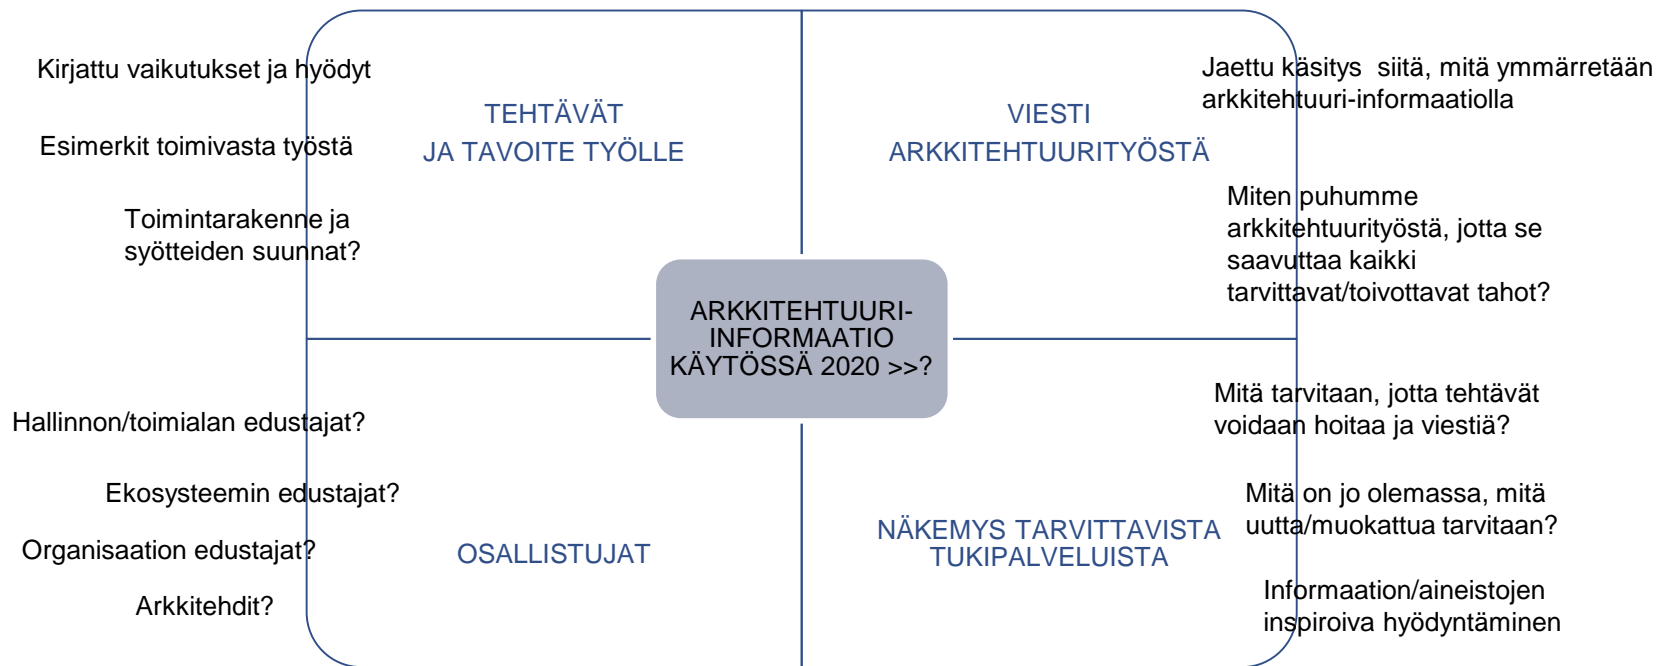 Kirjattu vaikutukset ja hyödyt
Esimerkit toimivasta työstä
Toimintarakenne ja
syötteiden suunnat?
TEHTÄVÄT
JA TAVOITE TYÖLLE
VIESTI
ARKKITEHTUURITYÖSTÄ
Jaettu käsitys siitä, mitä ymmärretään
arkkitehtuuri-informaatiolla
Miten puhumme
arkkitehtuurityöstä, jotta se
saavuttaa kaikki
tarvittavat/toivottavat tahot?
ARKKITEHTUURI-
INFORMAATIO
KÄYTÖSSÄ 2020 >>?
Hallinnon/toimialan edustajat?
Ekosysteemin edustajat?
Organisaation edustajat?
Arkkitehdit?
OSALLISTUJAT
NÄKEMYS TARVITTAVISTA
TUKIPALVELUISTA
Mitä tarvitaan, jotta tehtävät
voidaan hoitaa ja viestiä?
Mitä on jo olemassa, mitä
uutta/muokattua tarvitaan?
Informaation/aineistojen
inspiroiva hyödyntäminen